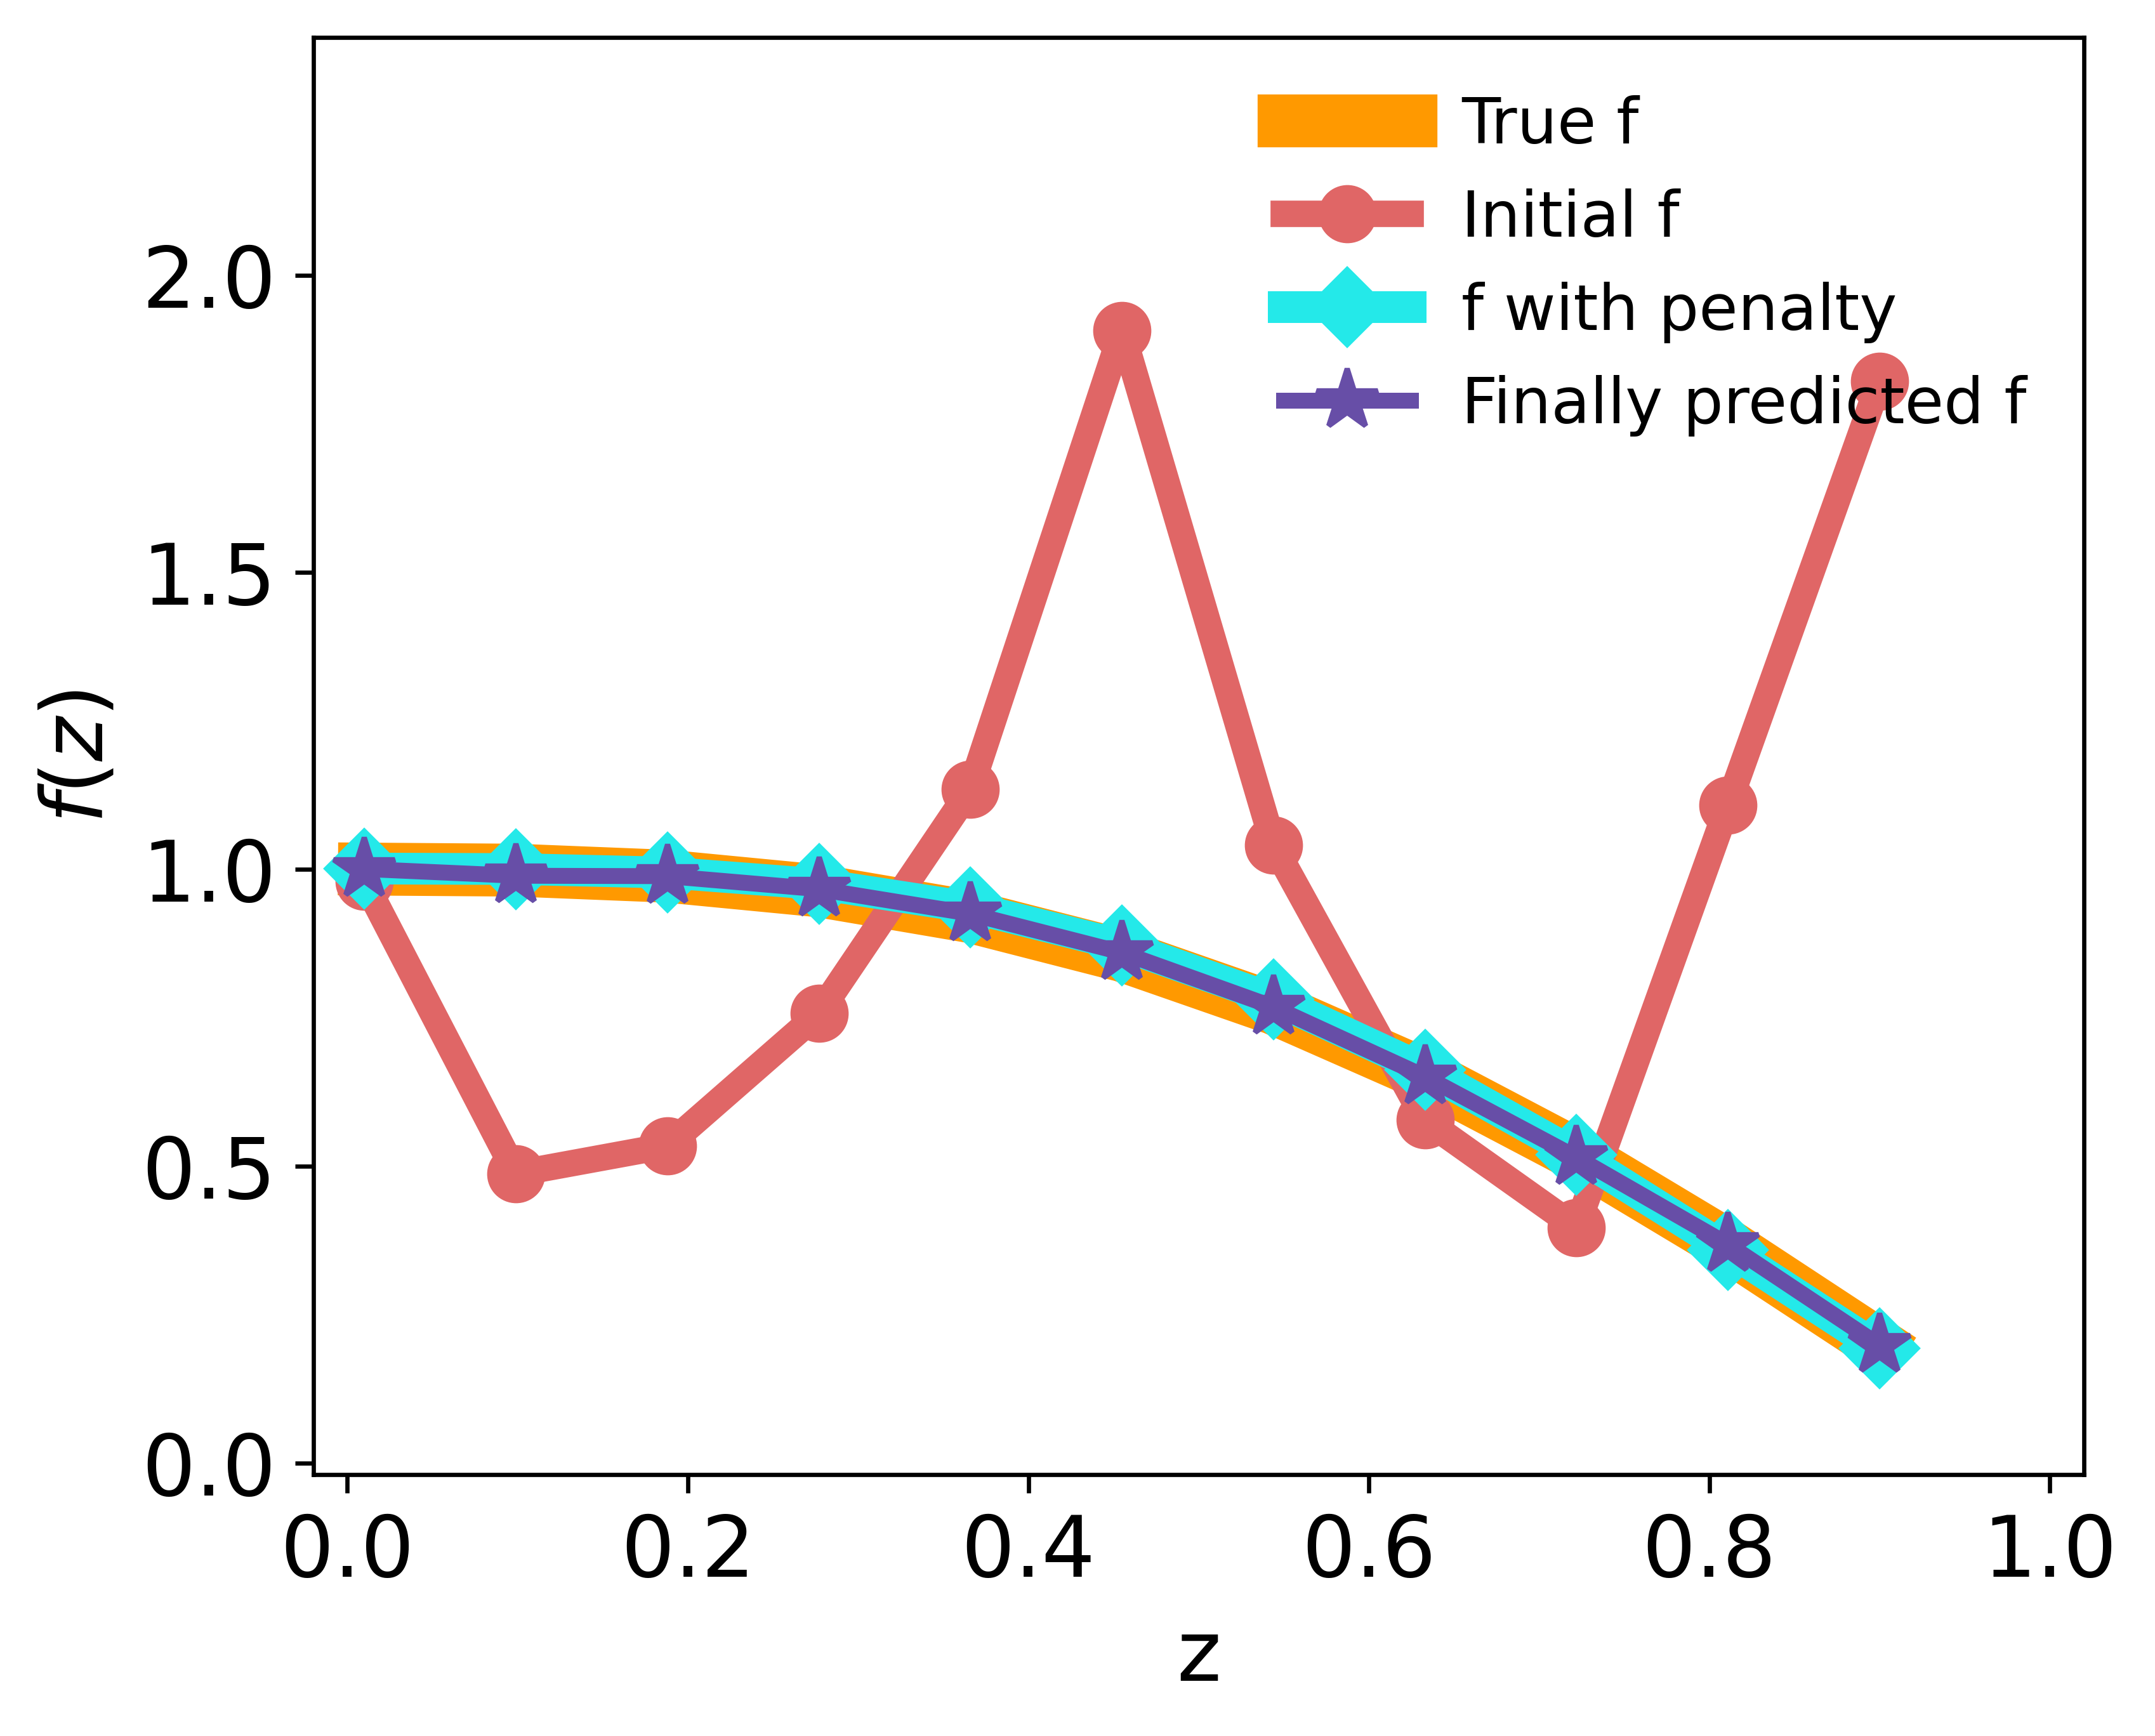 True f
Initial f
f with penalty
Finally predicted f
2.0
1.5
1.0
0.5
0.0
f(z)
0.0 0.2 0.4 0.6 0.8 1.0
z